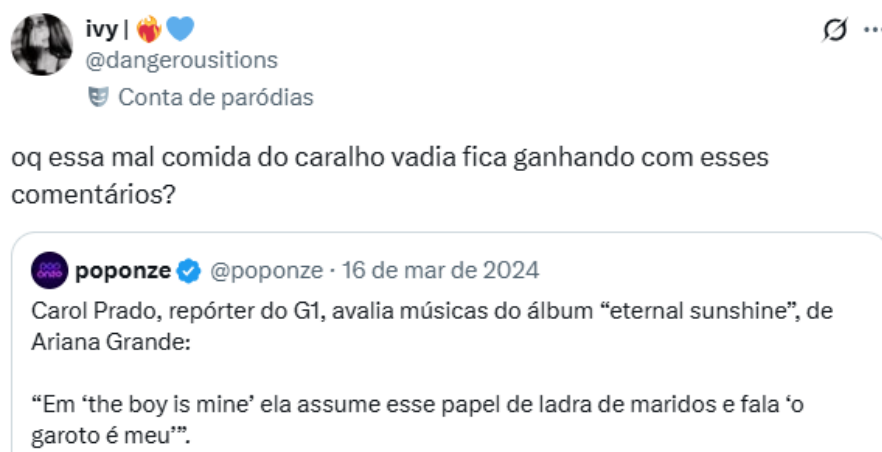 ivy | ❤️‍🔥💙
@dangerousitions
Conta de paródias
oq essa mal comida do caralho vadia fica ganhando com esses
comentários?
poponze @poponze · 16 de mar de 2024
Carol Prado, repórter do G1, avalia músicas do álbum “eternal sunshine”, de
Ariana Grande:
“Em ‘the boy is mine’ ela assume esse papel de ladra de maridos e fala ‘o
garoto é meu’”.